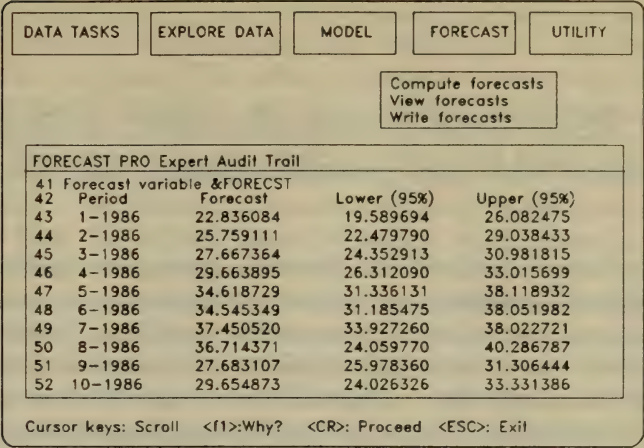 DATA TASKS EXPLORE DATA MODEL FORECAST UTILITY
Compute forecasts
View forecasts
Write forecasts
FORECAST PRO Expert Audit Trail
41 Forecast variable &FORECST
42 Period Forecast Lower (95%) Upper (95%)
43 1-1986 22.836084 19.589694 26.082475
44 2-1986 25.759111 22.479790 29.038433
45 3-1986 27.667364 24.352913 30.981815
46 4-1986 29.663895 26.312090 33.015699
47 5-1986 34.618729 31.336131 38.118932
48 6-1986 34.545349 31.185475 38.051982
49 7-1986 37.450520 33.927260 38.022721
50 8-1986 36.714371 24.059770 40.286787
51 9-1986 27.683107 25.978360 31.306444
52 10-1986 29.654873 24.026326 33.331386
Cursor keys: Scroll <f1>:Why? <CR>: Proceed <ESC>: Exit